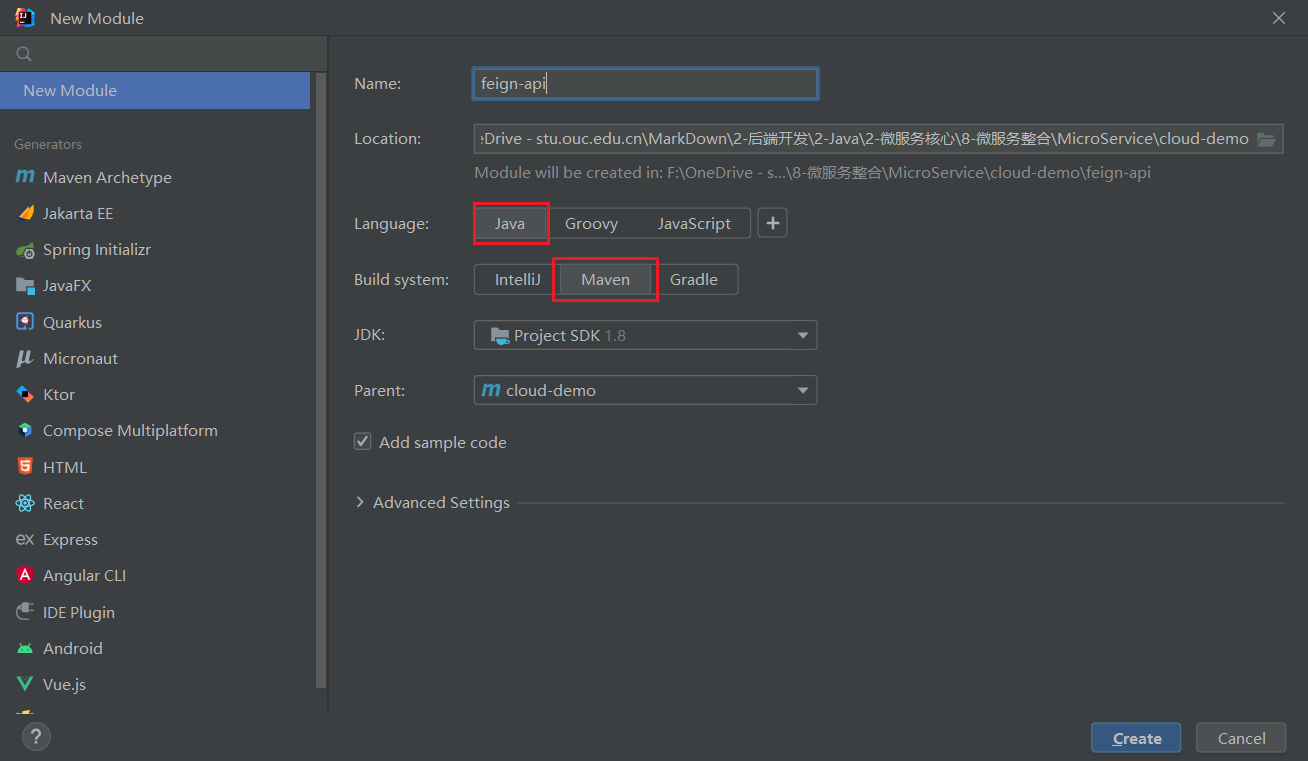 New Module
New Module
Generators
Maven Archetype
Jakarta EE
Spring Initializr
JavaFX
Quarkus
Micronaut
Ktor
Compose Multiplatform
HTML
React
Express
Angular CLI
IDE Plugin
Android
Vue.js
?
Name: feign-api
Location: eDrive - stu.ouc.edu.cn\MarkDown\2-后端开发\2-Java\2-微服务核心\8-微服务整合\MicroService\cloud-demo
Module will be created in: F:\OneDrive - s...\8-微服务整合\MicroService\cloud-demo\feign-api
Language: Java Groovy JavaScript +
Build system: IntelliJ Maven Gradle
JDK: Project SDK 1.8
Parent: cloud-demo
Add sample code
Advanced Settings
Create Cancel